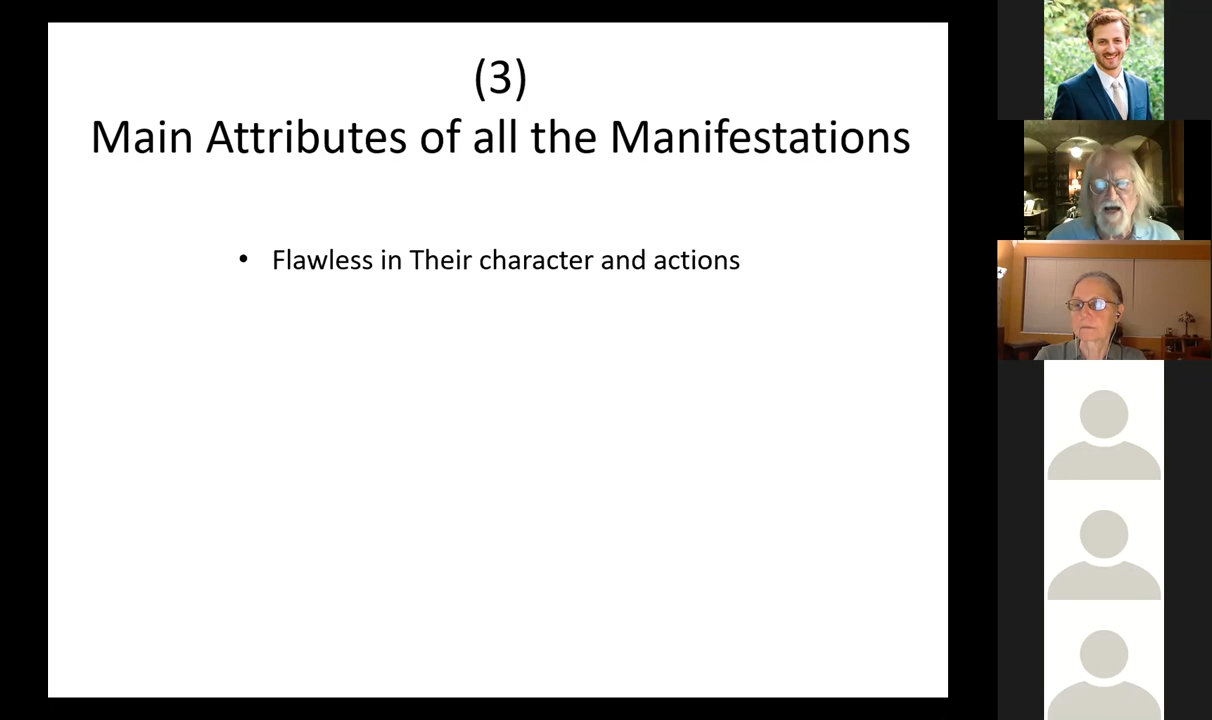 (3)
Main Attributes of all the Manifestations
• Flawless in Their character and actions